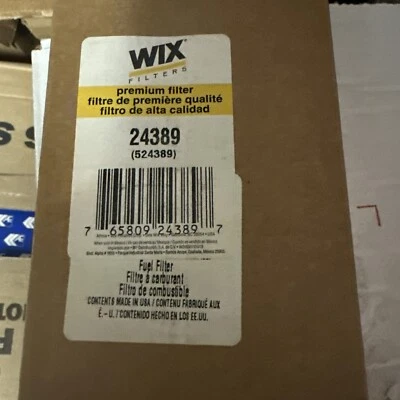 WIX
FILTERS
premium filter
filtre de première qualité
filtro de alta calidad
24389
(524389)
7 65809 24389 7
Fuel Filter
Filtre à carburant
Filtro de combustible
CONTENTS MADE IN USA / CONTENU FABRIQUÉ AUX
É.-U./CONTENIDO HECHO EN LOS EE.UU.